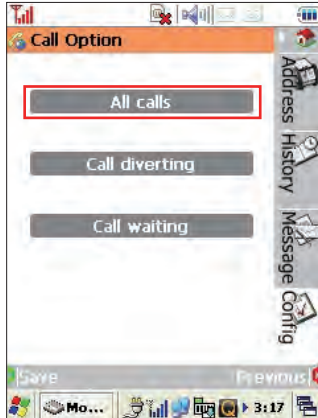 Call Option
All calls
Call diverting
Call waiting
Address
History
Message
Config
Save
Previous
Mo...
3:17